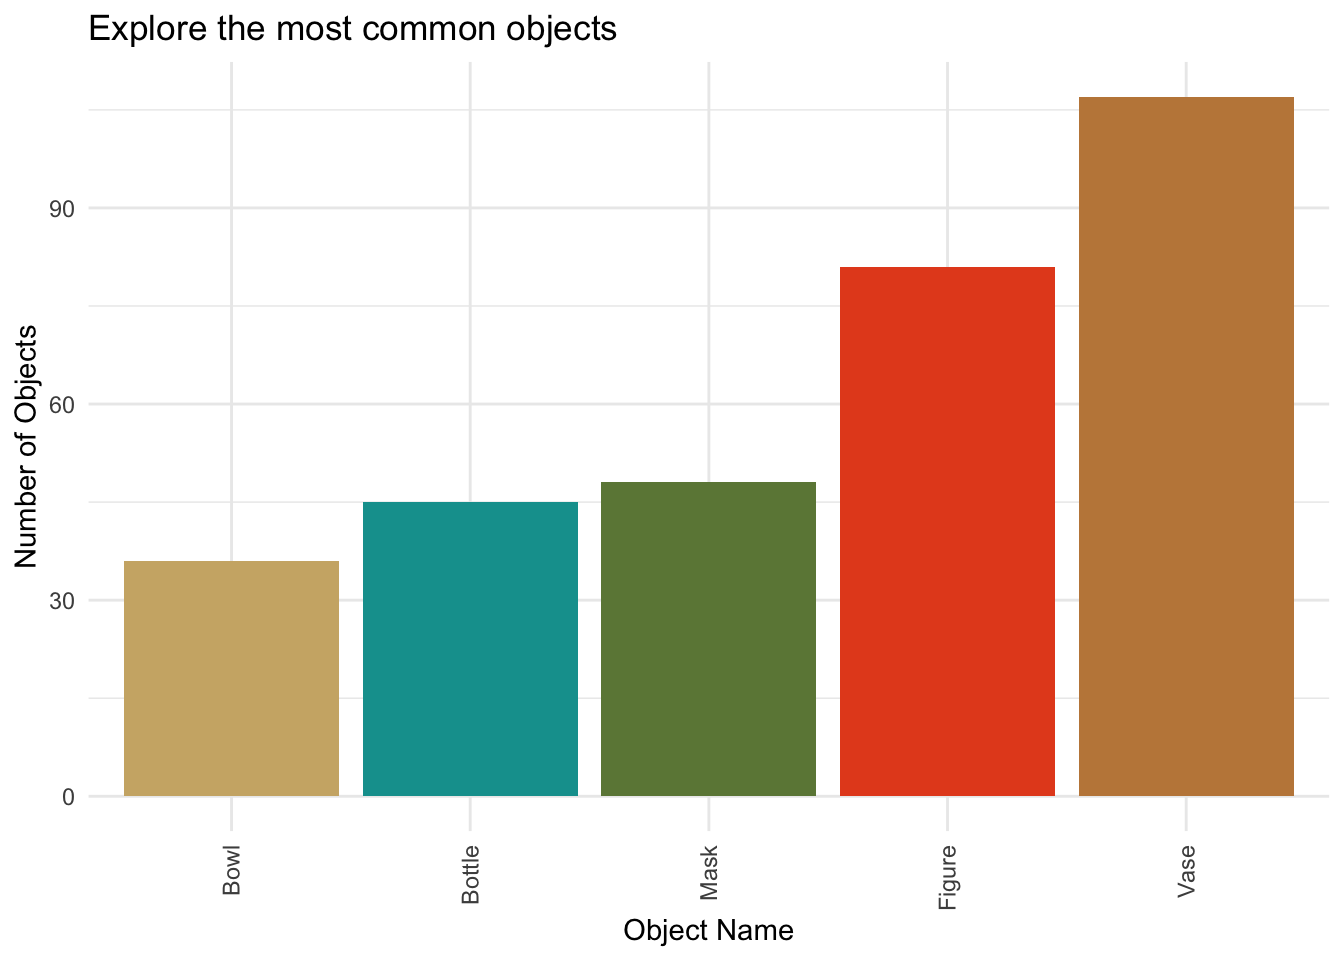 Explore the most common objects
Number of Objects
90
60
30
0
Bowl
Bottle
Mask
Figure
Vase
Object Name